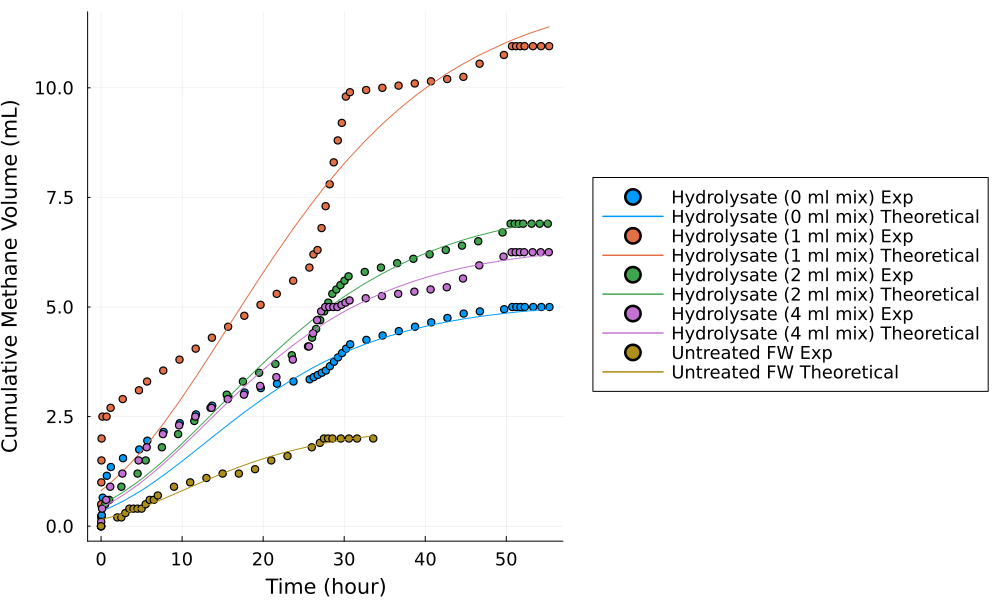 Cumulative Methane Volume (mL)
10.0
7.5
5.0
2.5
0.0
0 10 20 30 40 50
Time (hour)
Hydrolysate (0 ml mix) Exp
Hydrolysate (0 ml mix) Theoretical
Hydrolysate (1 ml mix) Exp
Hydrolysate (1 ml mix) Theoretical
Hydrolysate (2 ml mix) Exp
Hydrolysate (2 ml mix) Theoretical
Hydrolysate (4 ml mix) Exp
Hydrolysate (4 ml mix) Theoretical
Untreated FW Exp
Untreated FW Theoretical